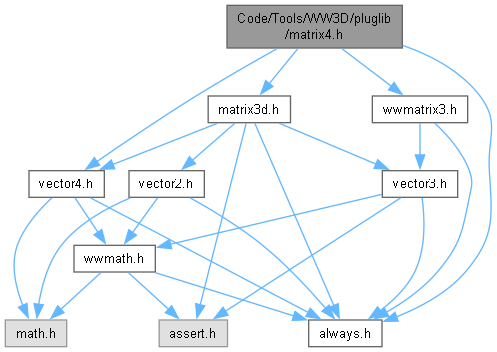 Code/Tools/WW3D/pluglib
/matrix4.h
matrix3d.h
wwmatrix3.h
vector4.h
vector2.h
vector3.h
wwmath.h
math.h
assert.h
always.h